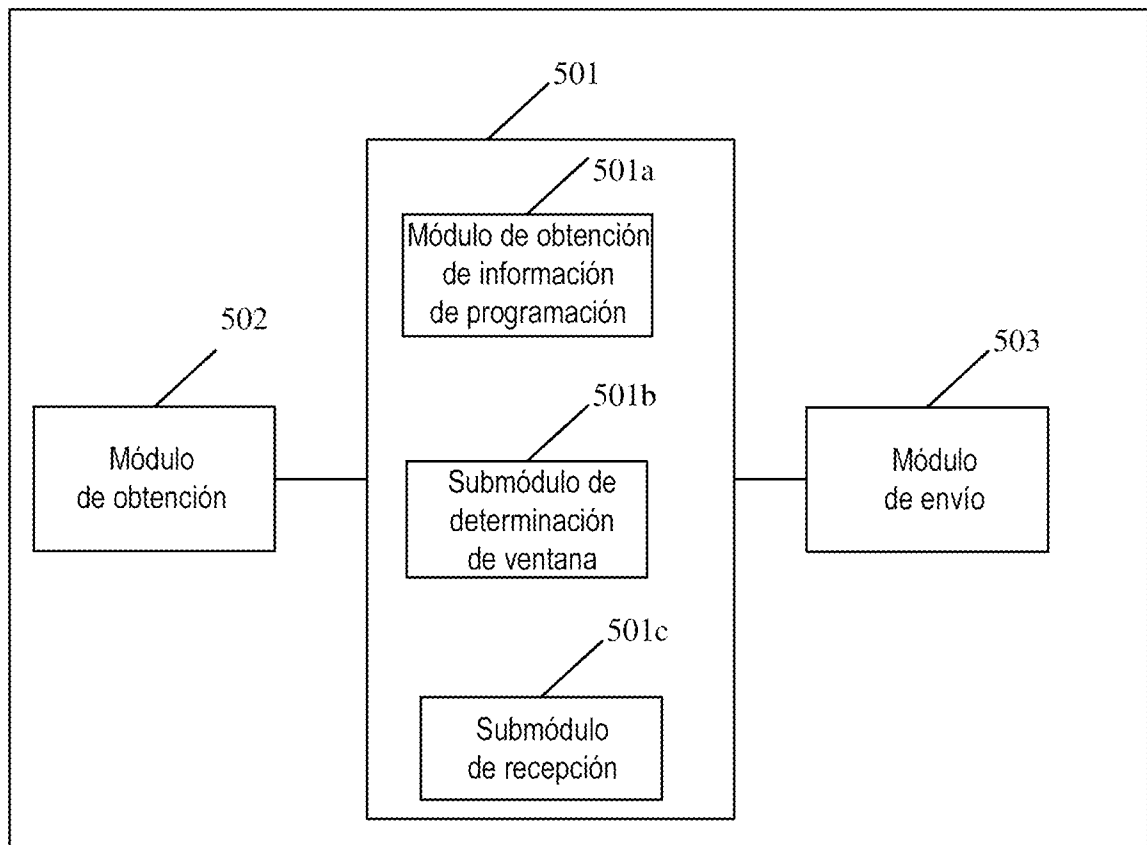 501
501a
Módulo de obtención
de información
de programación
502
Módulo
de obtención
501b
Submódulo de
determinación
de ventana
503
Módulo
de envío
501c
Submódulo
de recepción